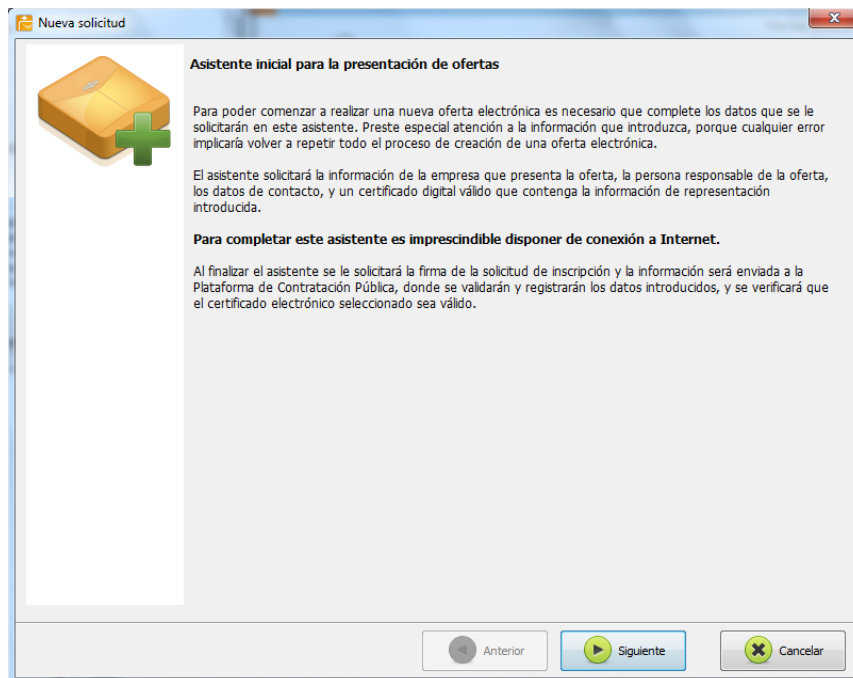 Nueva solicitud
Asistente inicial para la presentación de ofertas
Para poder comenzar a realizar una nueva oferta electrónica es necesario que complete los datos que se le
solicitarán en este asistente. Preste especial atención a la información que introduzca, porque cualquier error
implicaría volver a repetir todo el proceso de creación de una oferta electrónica.
El asistente solicitará la información de la empresa que presenta la oferta, la persona responsable de la oferta,
los datos de contacto, y un certificado digital válido que contenga la información de representación
introducida.
Para completar este asistente es imprescindible disponer de conexión a Internet.
Al finalizar el asistente se le solicitará la firma de la solicitud de inscripción y la información será enviada a la
Plataforma de Contratación Pública, donde se validarán y registrarán los datos introducidos, y se verificará que
el certificado electrónico seleccionado sea válido.
Anterior
Siguiente
Cancelar